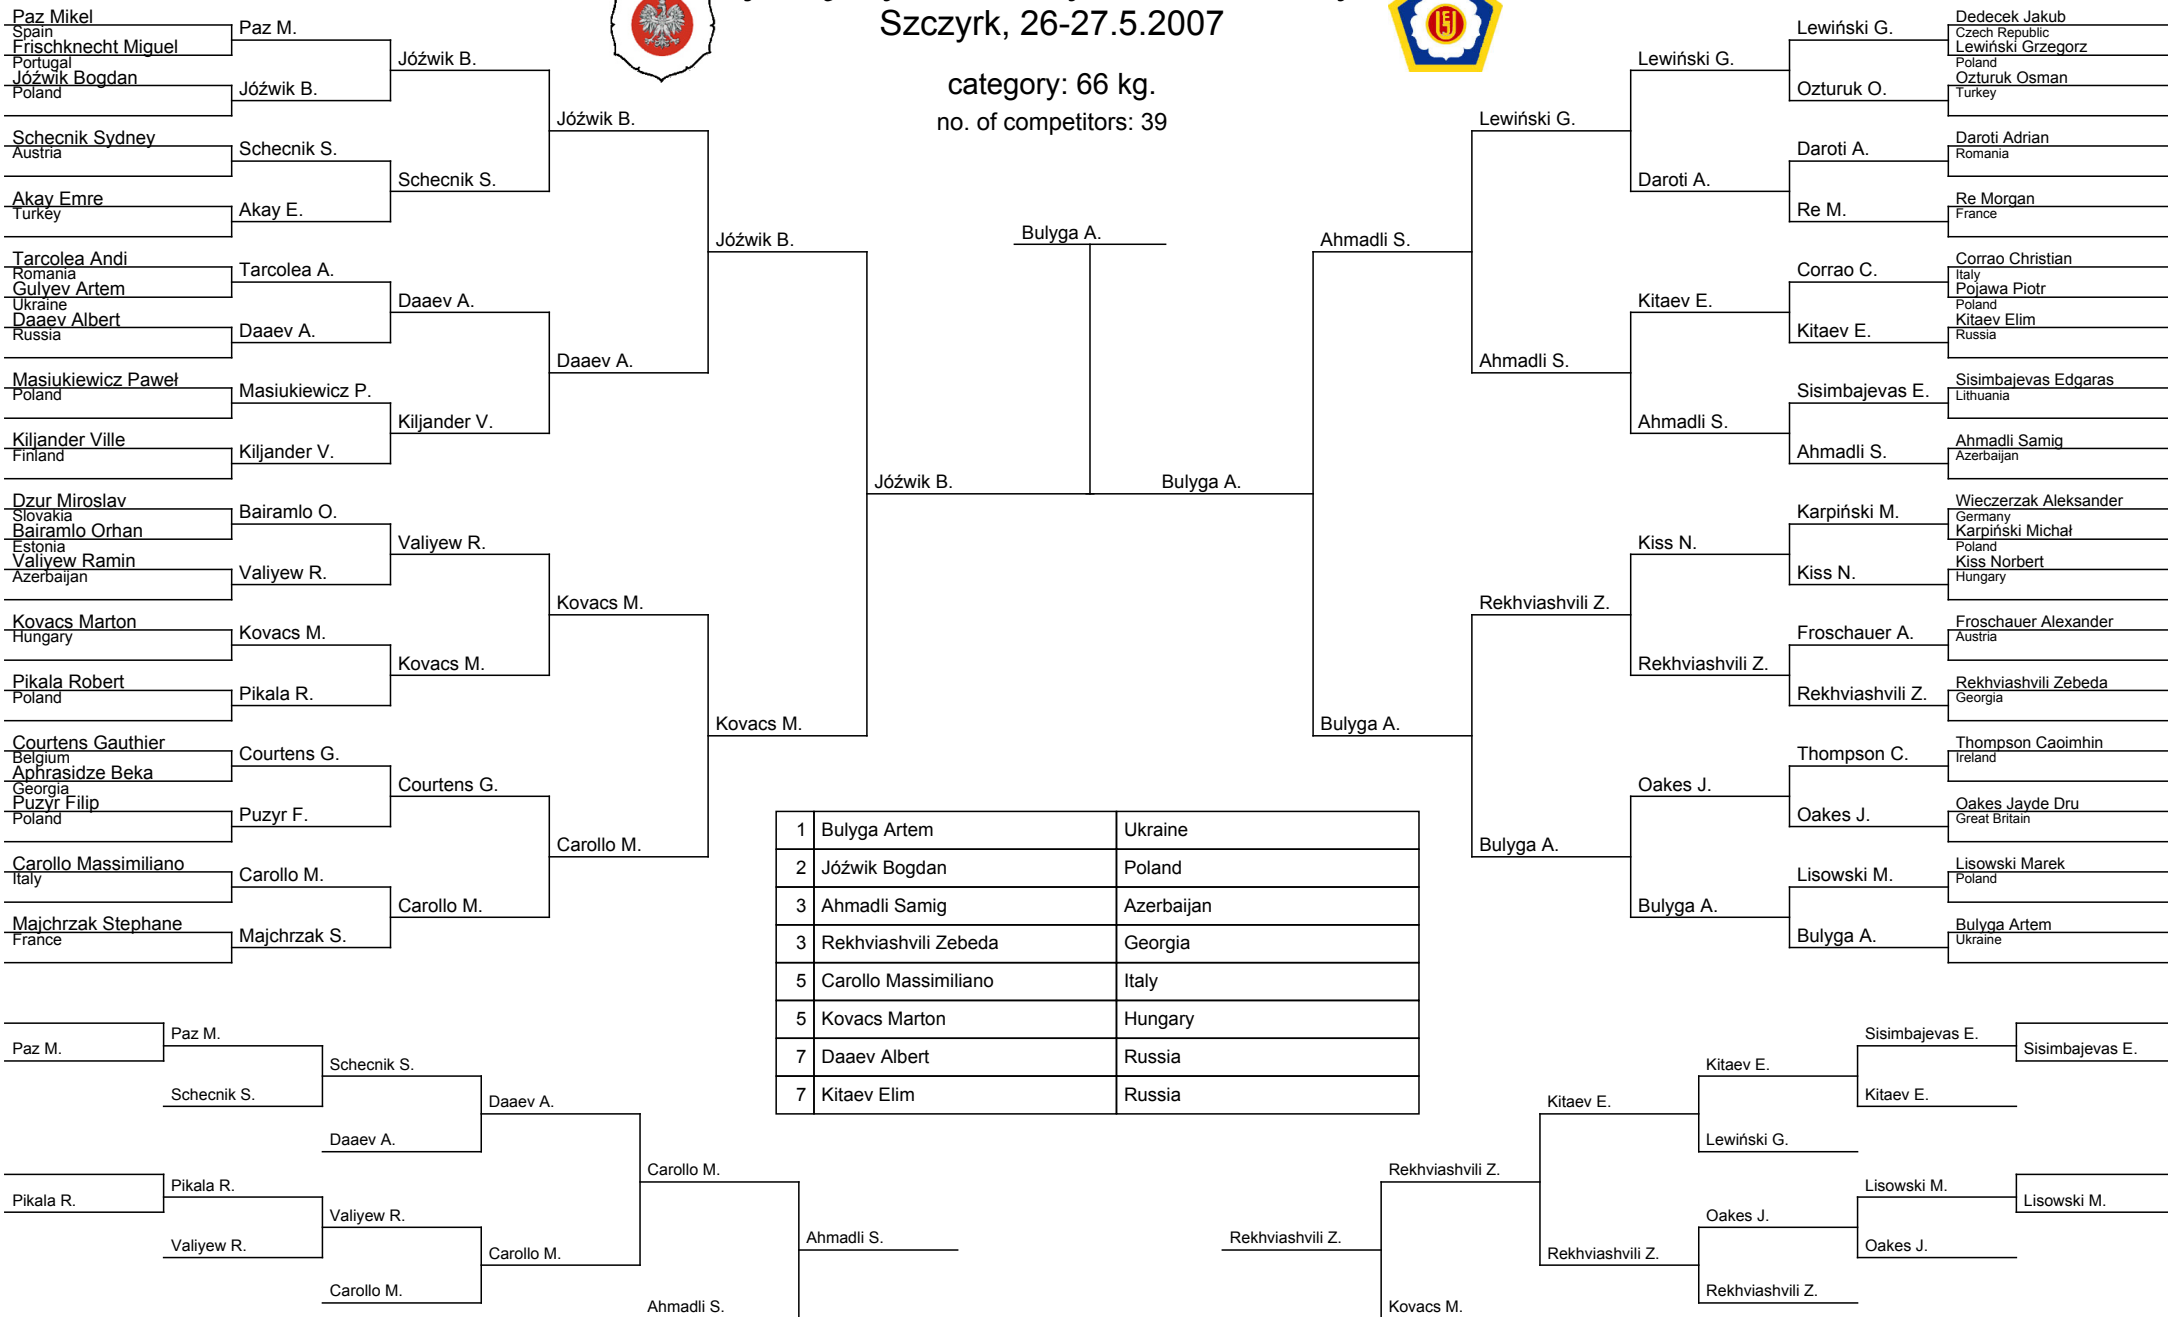 Szczyrk, 26-27.5.2007
category: 66 kg.
no. of competitors: 39
Paz Mikel
Spain
Frischknecht Miguel
Portugal
Jóźwik Bogdan
Poland
Schecnik Sydney
Austria
Akay Emre
Turkey
Tarcolea Andi
Romania
Gulyev Artem
Ukraine
Daaev Albert
Russia
Masiukiewicz Paweł
Poland
Kiljander Ville
Finland
Dzur Miroslav
Slovakia
Bairamlo Orhan
Estonia
Valiyew Ramin
Azerbaijan
Kovacs Marton
Hungary
Pikala Robert
Poland
Courtens Gauthier
Belgium
Aphrasidze Beka
Georgia
Puzyr Filip
Poland
Carollo Massimiliano
Italy
Majchrzak Stephane
France
Paz M.
Jóźwik B.
Schecnik S.
Akay E.
Tarcolea A.
Daaev A.
Masiukiewicz P.
Kiljander V.
Bairamlo O.
Valiyew R.
Kovacs M.
Pikala R.
Courtens G.
Puzyr F.
Carollo M.
Majchrzak S.
Jóźwik B.
Schecnik S.
Daaev A.
Kiljander V.
Valiyew R.
Kovacs M.
Courtens G.
Carollo M.
Jóźwik B.
Daaev A.
Kovacs M.
Carollo M.
Jóźwik B.
Kovacs M.
Jóźwik B.
Bulyga A.
Bulyga A.
Ahmadli S.
Bulyga A.
Lewiński G.
Ahmadli S.
Rekhviashvili Z.
Bulyga A.
Lewiński G.
Daroti A.
Kitaev E.
Ahmadli S.
Kiss N.
Rekhviashvili Z.
Oakes J.
Bulyga A.
Lewiński G.
Ozturuk O.
Daroti A.
Re M.
Corrao C.
Kitaev E.
Sisimbajevas E.
Ahmadli S.
Karpiński M.
Kiss N.
Froschauer A.
Rekhviashvili Z.
Thompson C.
Oakes J.
Lisowski M.
Bulyga A.
Dedecek Jakub
Czech Republic
Lewiński Grzegorz
Poland
Ozturuk Osman
Turkey
Daroti Adrian
Romania
Re Morgan
France
Corrao Christian
Italy
Pojawa Piotr
Poland
Kitaev Elim
Russia
Sisimbajevas Edgaras
Lithuania
Ahmadli Samig
Azerbaijan
Wieczerzak Aleksander
Germany
Karpiński Michał
Poland
Kiss Norbert
Hungary
Froschauer Alexander
Austria
Rekhviashvili Zebeda
Georgia
Thompson Caoimhin
Ireland
Oakes Jayde Dru
Great Britain
Lisowski Marek
Poland
Bulyga Artem
Ukraine
1 Bulyga Artem Ukraine
2 Jóźwik Bogdan Poland
3 Ahmadli Samig Azerbaijan
3 Rekhviashvili Zebeda Georgia
5 Carollo Massimiliano Italy
5 Kovacs Marton Hungary
7 Daaev Albert Russia
7 Kitaev Elim Russia
Paz M.
Pikala R.
Paz M.
Schecnik S.
Pikala R.
Valiyew R.
Schecnik S.
Daaev A.
Valiyew R.
Carollo M.
Daaev A.
Carollo M.
Carollo M.
Ahmadli S.
Ahmadli S.
Rekhviashvili Z.
Rekhviashvili Z.
Kovacs M.
Kitaev E.
Rekhviashvili Z.
Kitaev E.
Lewiński G.
Oakes J.
Rekhviashvili Z.
Sisimbajevas E.
Kitaev E.
Lisowski M.
Oakes J.
Sisimbajevas E.
Lisowski M.